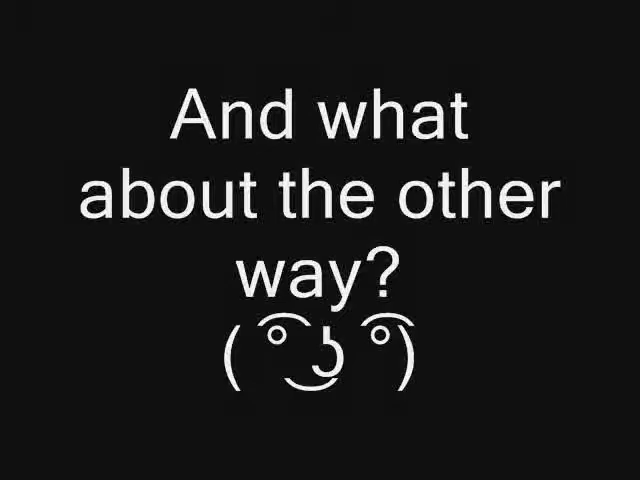 And what
about the other
way?
( ͡° ͜ʖ ͡°)